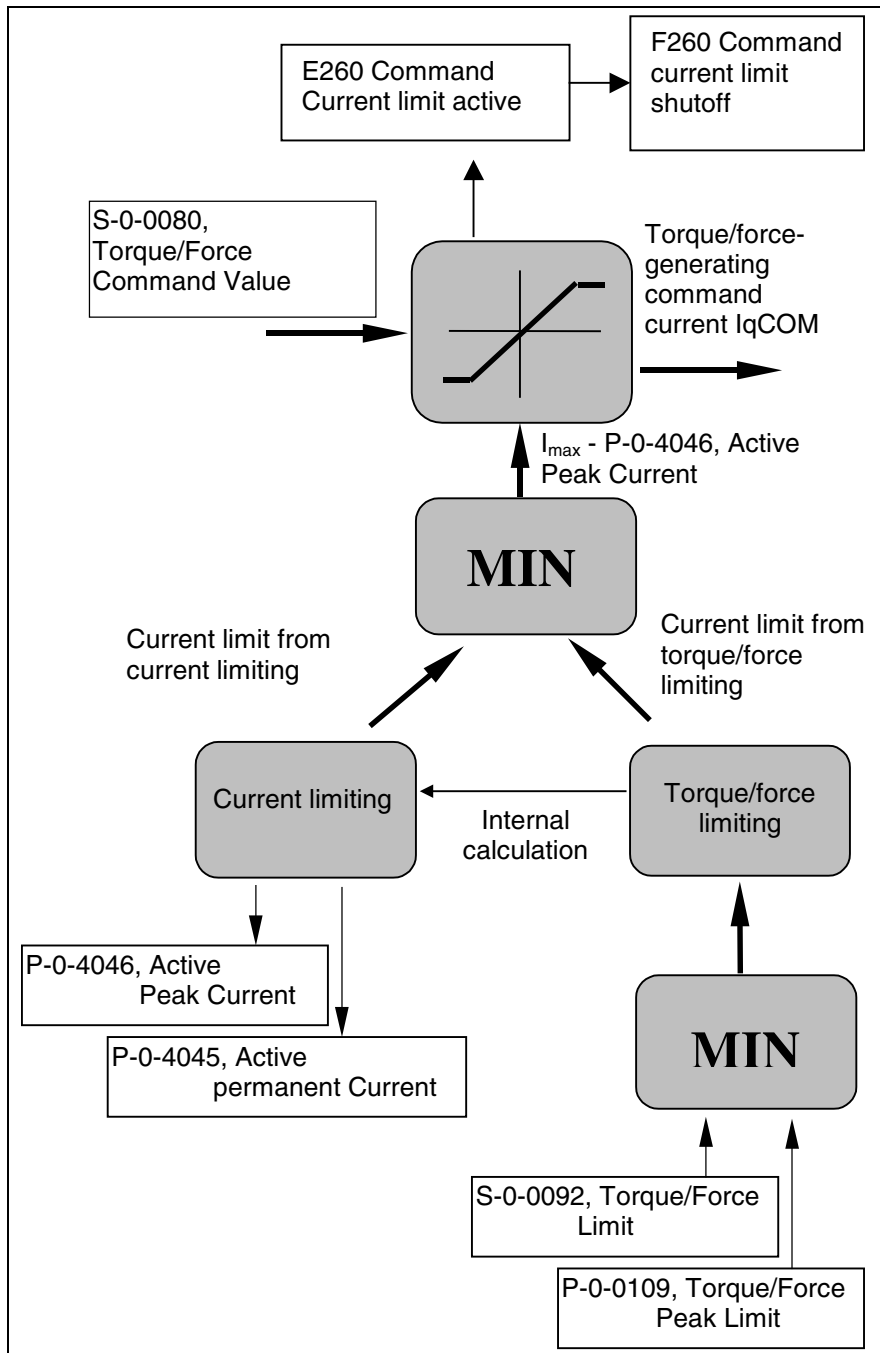 E260 Command
Current limit active
F260 Command
current limit
shutoff
S-0-0080,
Torque/Force
Command Value
Torque/force-
generating
command
current IqCOM
Imax - P-0-4046, Active
Peak Current
MIN
Current limit from
current limiting
Current limit from
torque/force
limiting
Current limiting
Internal
calculation
Torque/force
limiting
P-0-4046, Active
Peak Current
P-0-4045, Active
permanent Current
MIN
S-0-0092, Torque/Force
Limit
P-0-0109, Torque/Force
Peak Limit